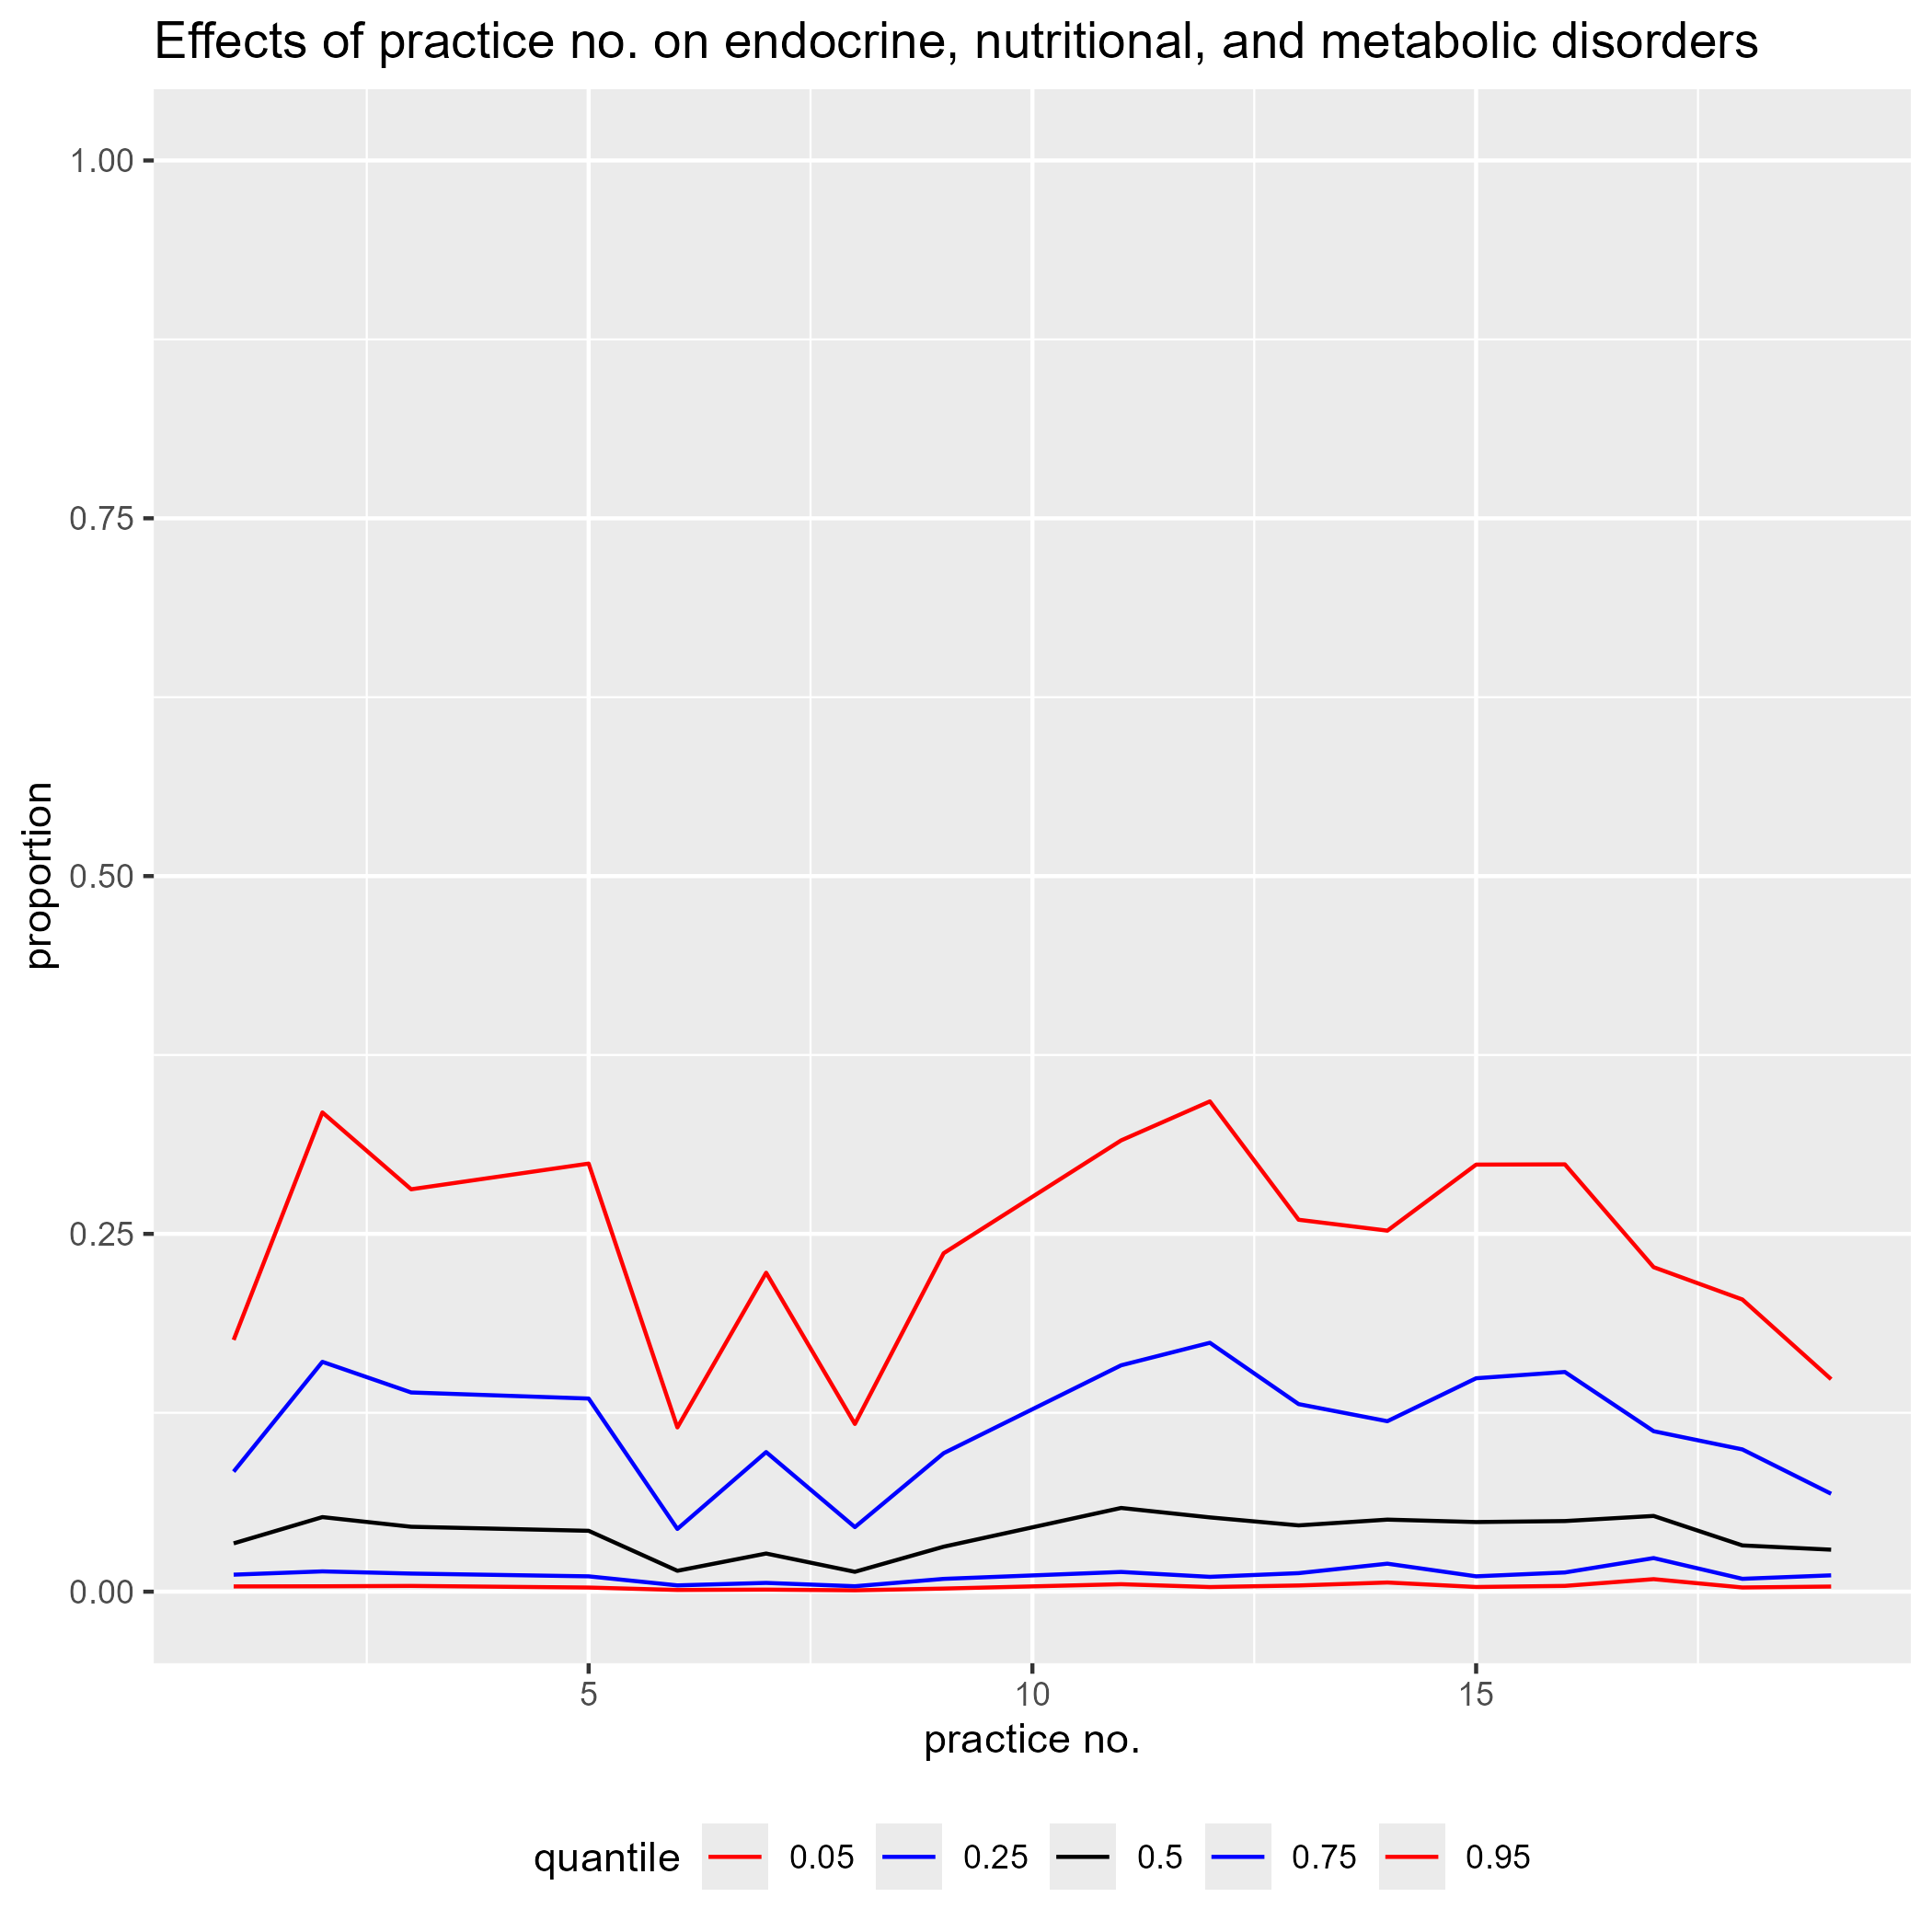 Effects of practice no. on endocrine, nutritional, and metabolic disorders
1.00
0.75
0.50
0.25
0.00
proportion
5 10 15
practice no.
quantile 0.05 0.25 0.5 0.75 0.95